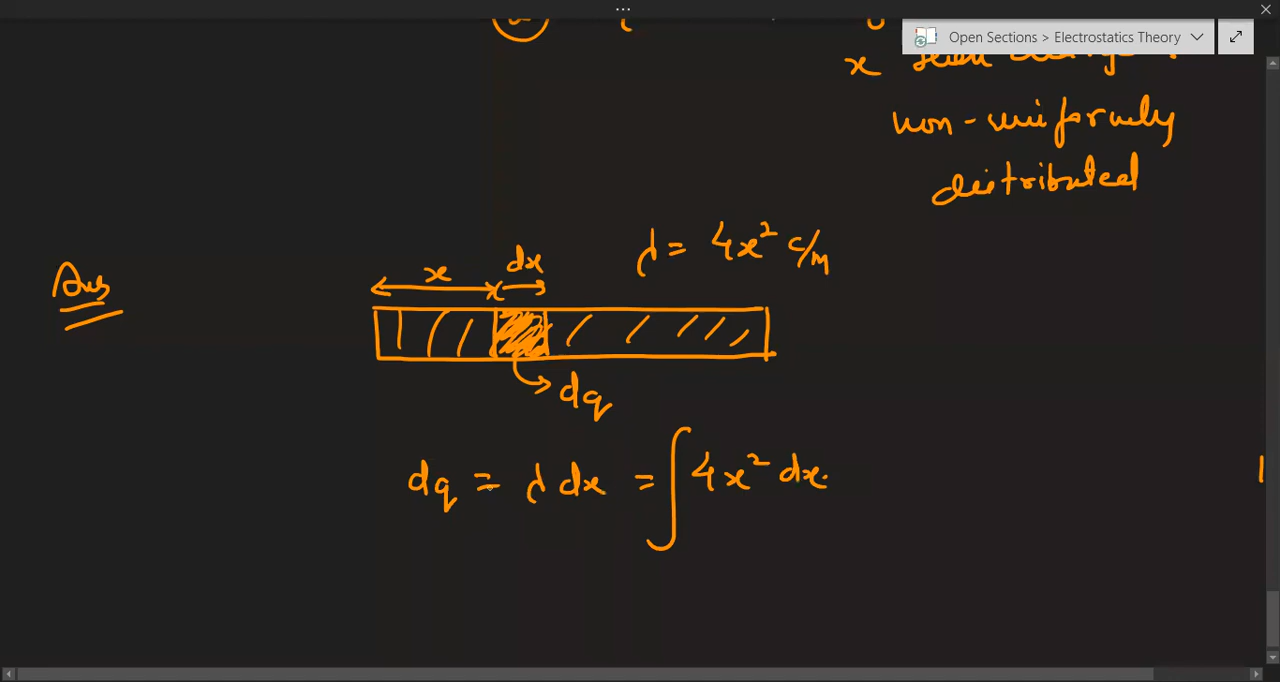 Open Sections > Electrostatics Theory
x
non-uniformly
distributed
λ = 4x² C/m
Ans
x dx
dq
dq = λ dx = ∫ 4x² dx